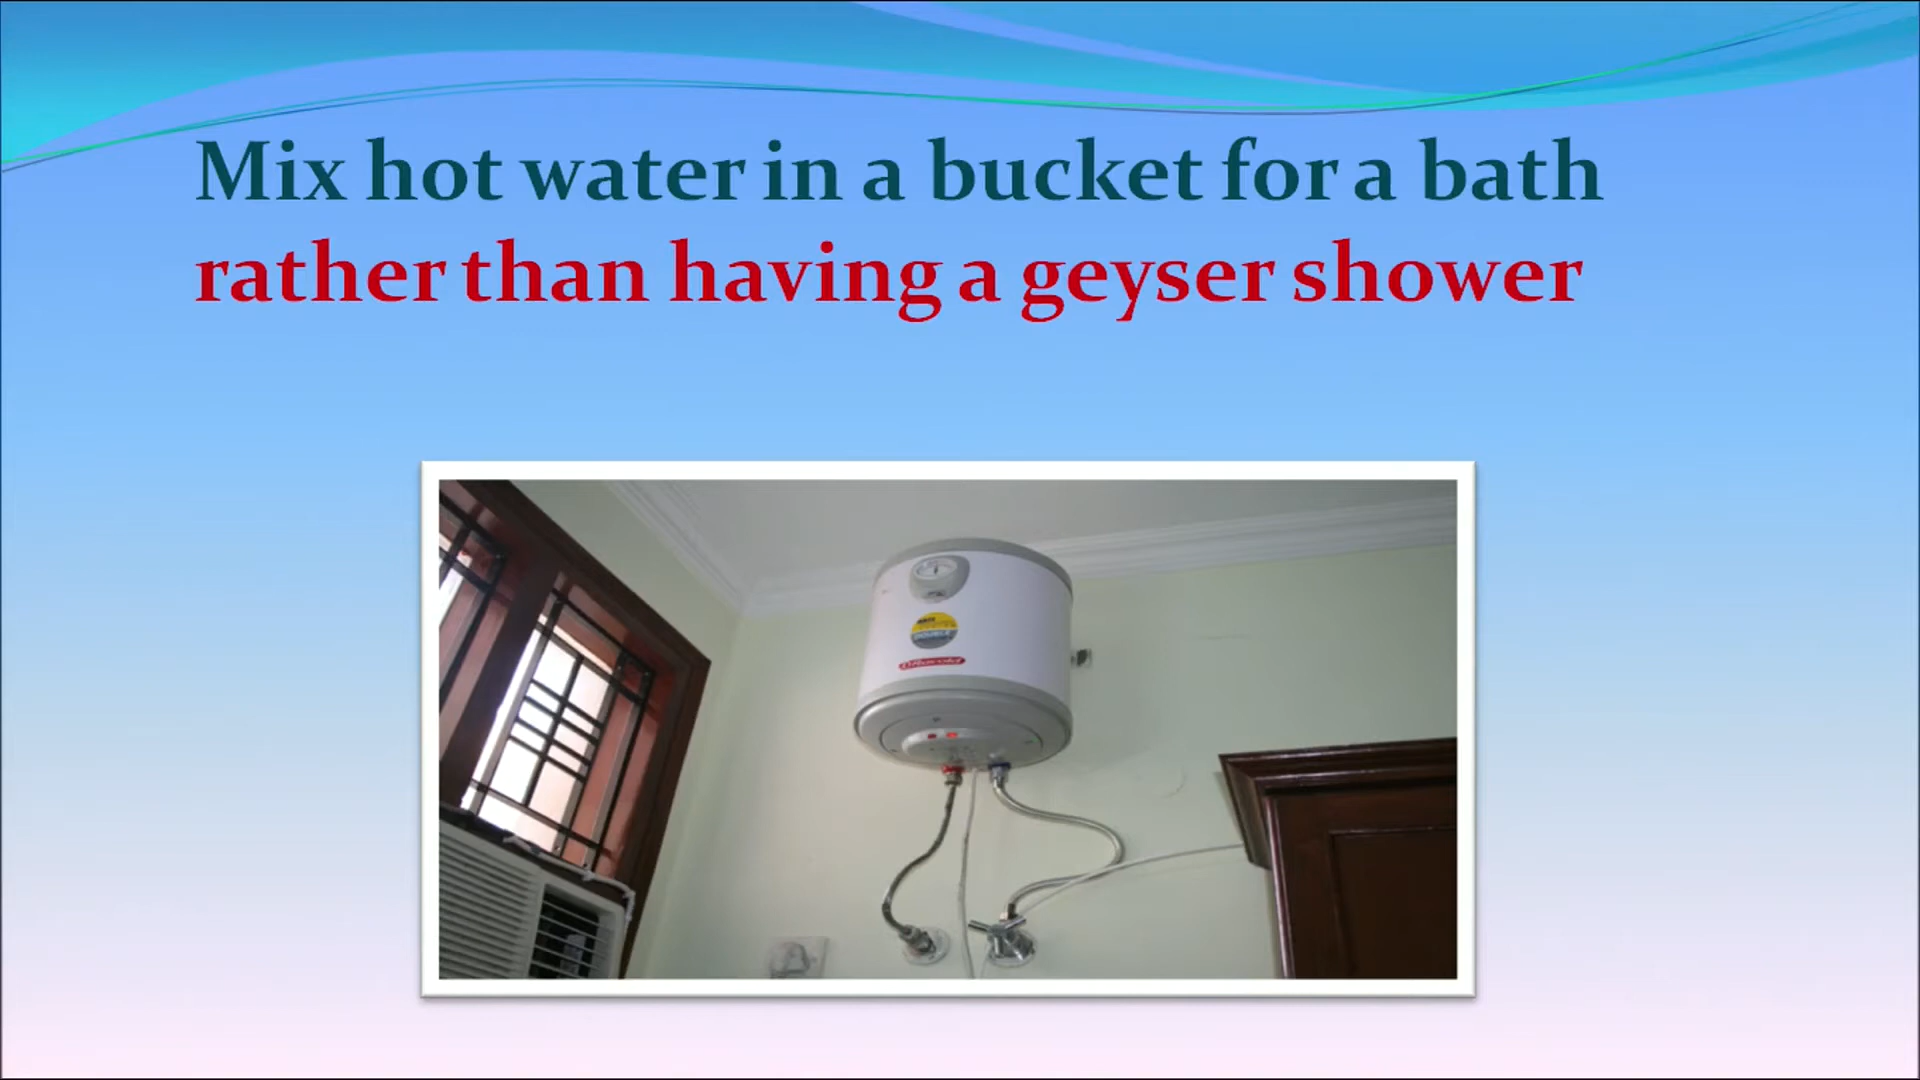 Mix hot water in a bucket for a bath
rather than having a geyser shower